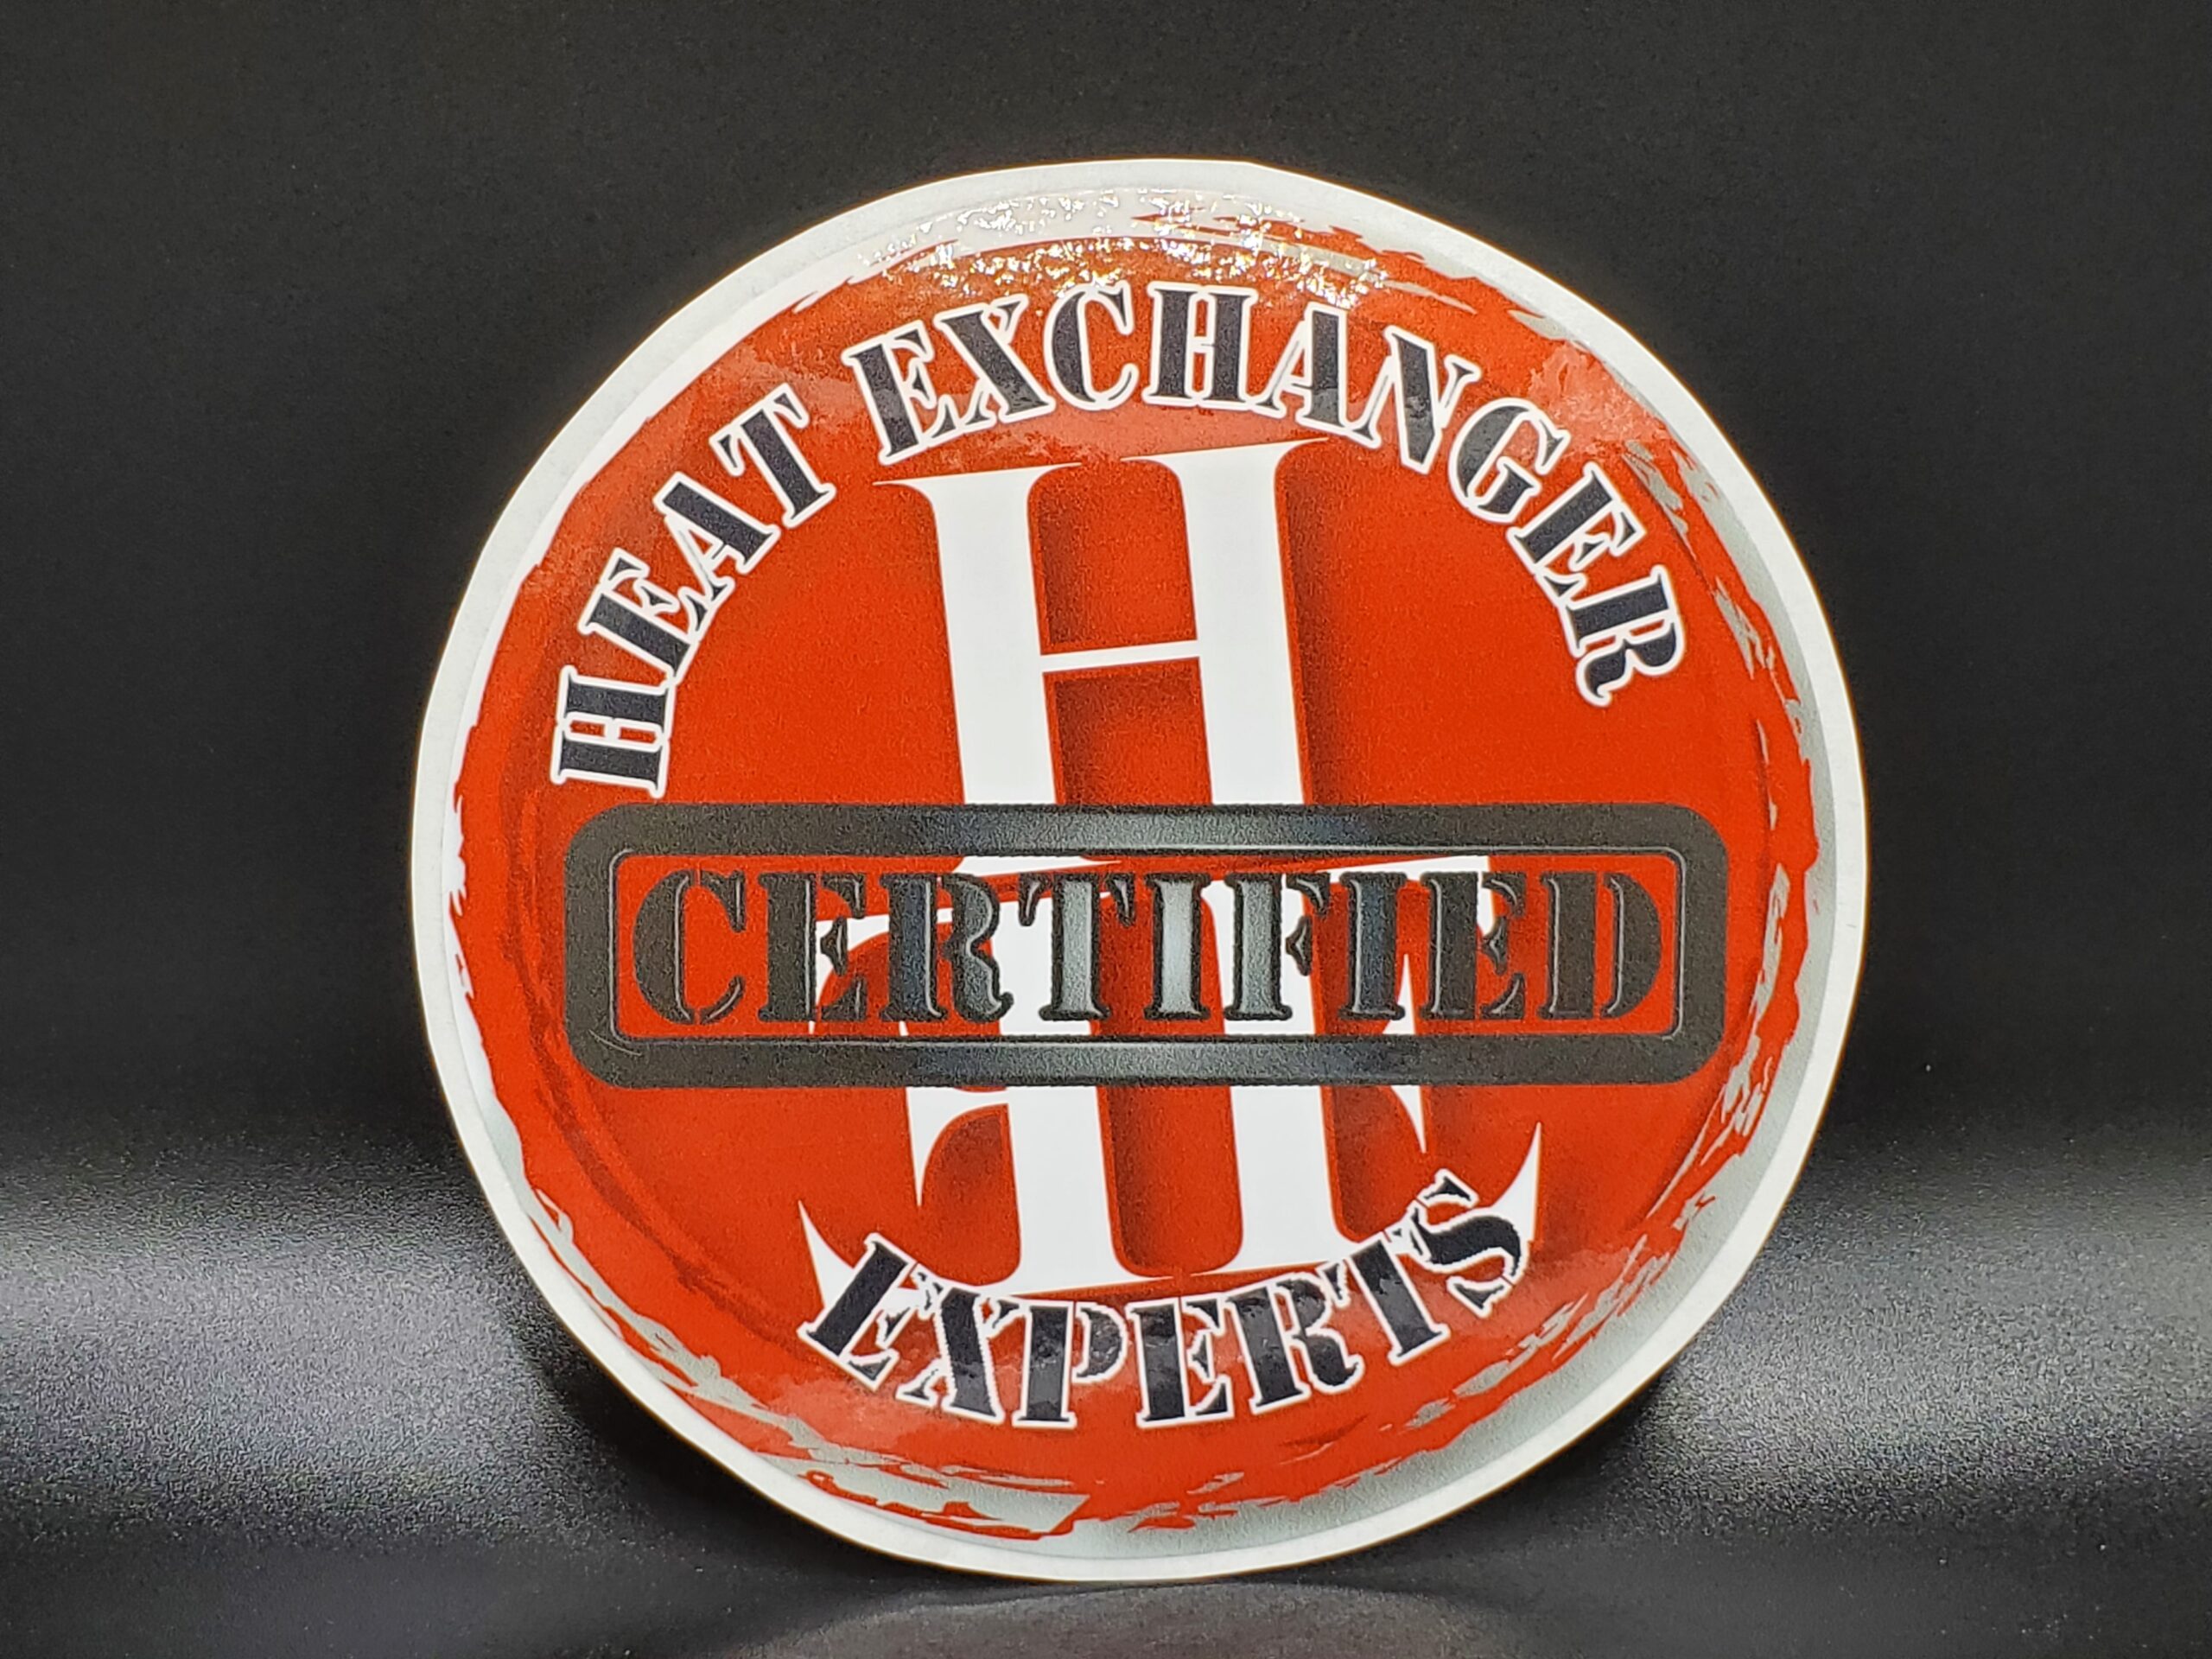 HEAT EXCHANGER
H
CERTIFIED
EXPERTS